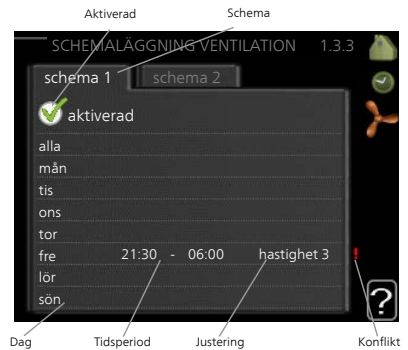 Aktiverad Schema
SCHEMALÄGGNING VENTILATION 1.3.3
schema 1 schema 2
aktiverad
alla
mån
tis
ons
tor
fre 21:30 - 06:00 hastighet 3 !
lör
sön
?
Dag Tidsperiod Justering Konflikt